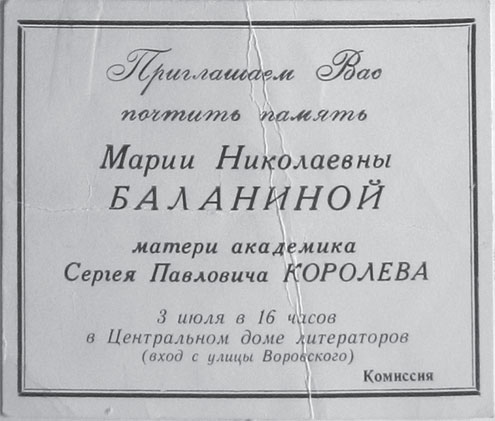 Приглашаем Вас
почтить память
Марии Николаевны
БАЛАНИНОЙ
матери академика
Сергея Павловича КОРОЛЕВА
3 июля в 16 часов
в Центральном доме литераторов
(вход с улицы Воровского)
Комиссия